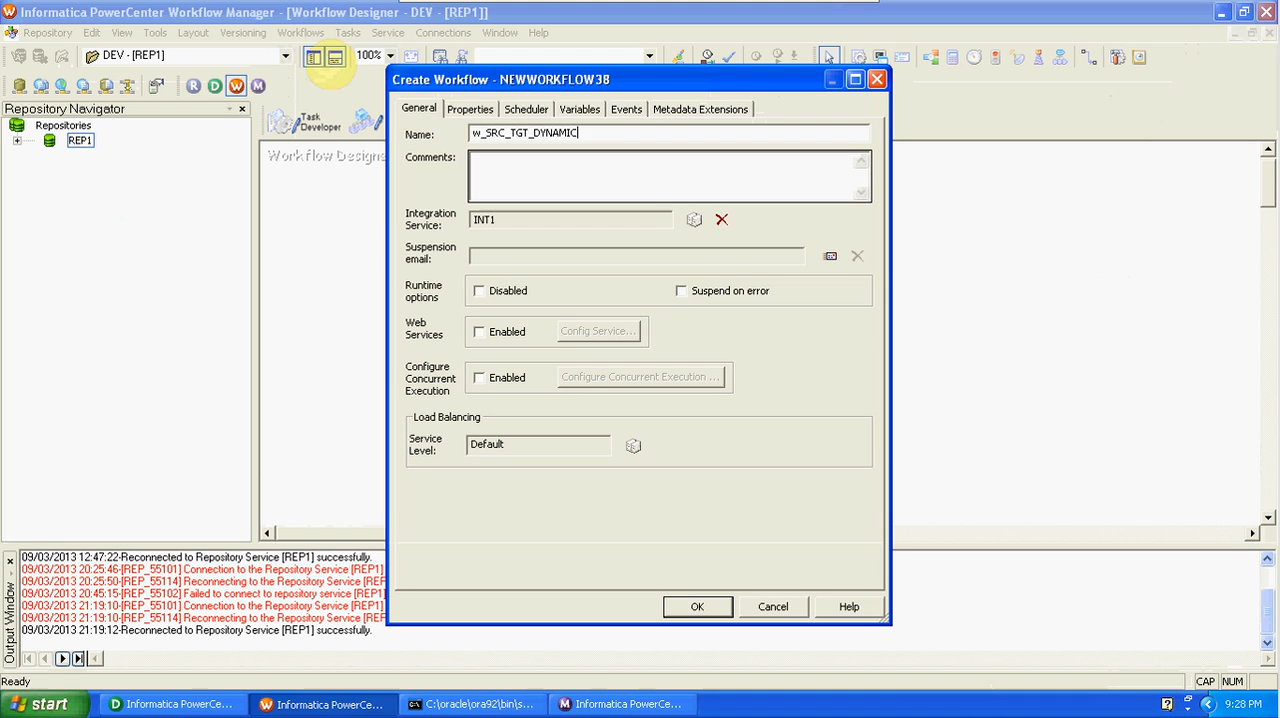 Informatica PowerCenter Workflow Manager - [Workflow Designer - DEV - [REP1]]
Repository Edit View Tools Layout Versioning Workflows Tasks Service Connections Window Help
DEV - [REP1] 100%
R D W M
Repository Navigator
Repositories
REP1
Task Developer
Workflow Designe
Create Workflow - NEWWORKFLOW38
General Properties Scheduler Variables Events Metadata Extensions
Name: w_SRC_TGT_DYNAMIC
Comments:
Integration Service: INT1
Suspension email:
Runtime options Disabled Suspend on error
Web Services Enabled Config Service...
Configure Concurrent Execution Enabled Configure Concurrent Execution ...
Load Balancing
Service Level: Default
OK Cancel Help
Output Window
09/03/2013 12:47:22-Reconnected to Repository Service [REP1] successfully.
09/03/2013 20:25:46-[REP_55101] Connection to the Repository Service [REP1]
09/03/2013 20:25:50-[REP_55114] Reconnecting to the Repository Service [REP
09/03/2013 20:45:15-[REP_55102] Failed to connect to repository service [REP1
09/03/2013 21:19:10-[REP_55101] Connection to the Repository Service [REP1]
09/03/2013 21:19:10-[REP_55114] Reconnecting to the Repository Service [REP
09/03/2013 21:19:12-Reconnected to Repository Service [REP1] successfully.
Ready CAP NUM
start Informatica PowerCe... Informatica PowerCe... C:\oracle\ora92\bin\s... Informatica PowerCe... 9:28 PM